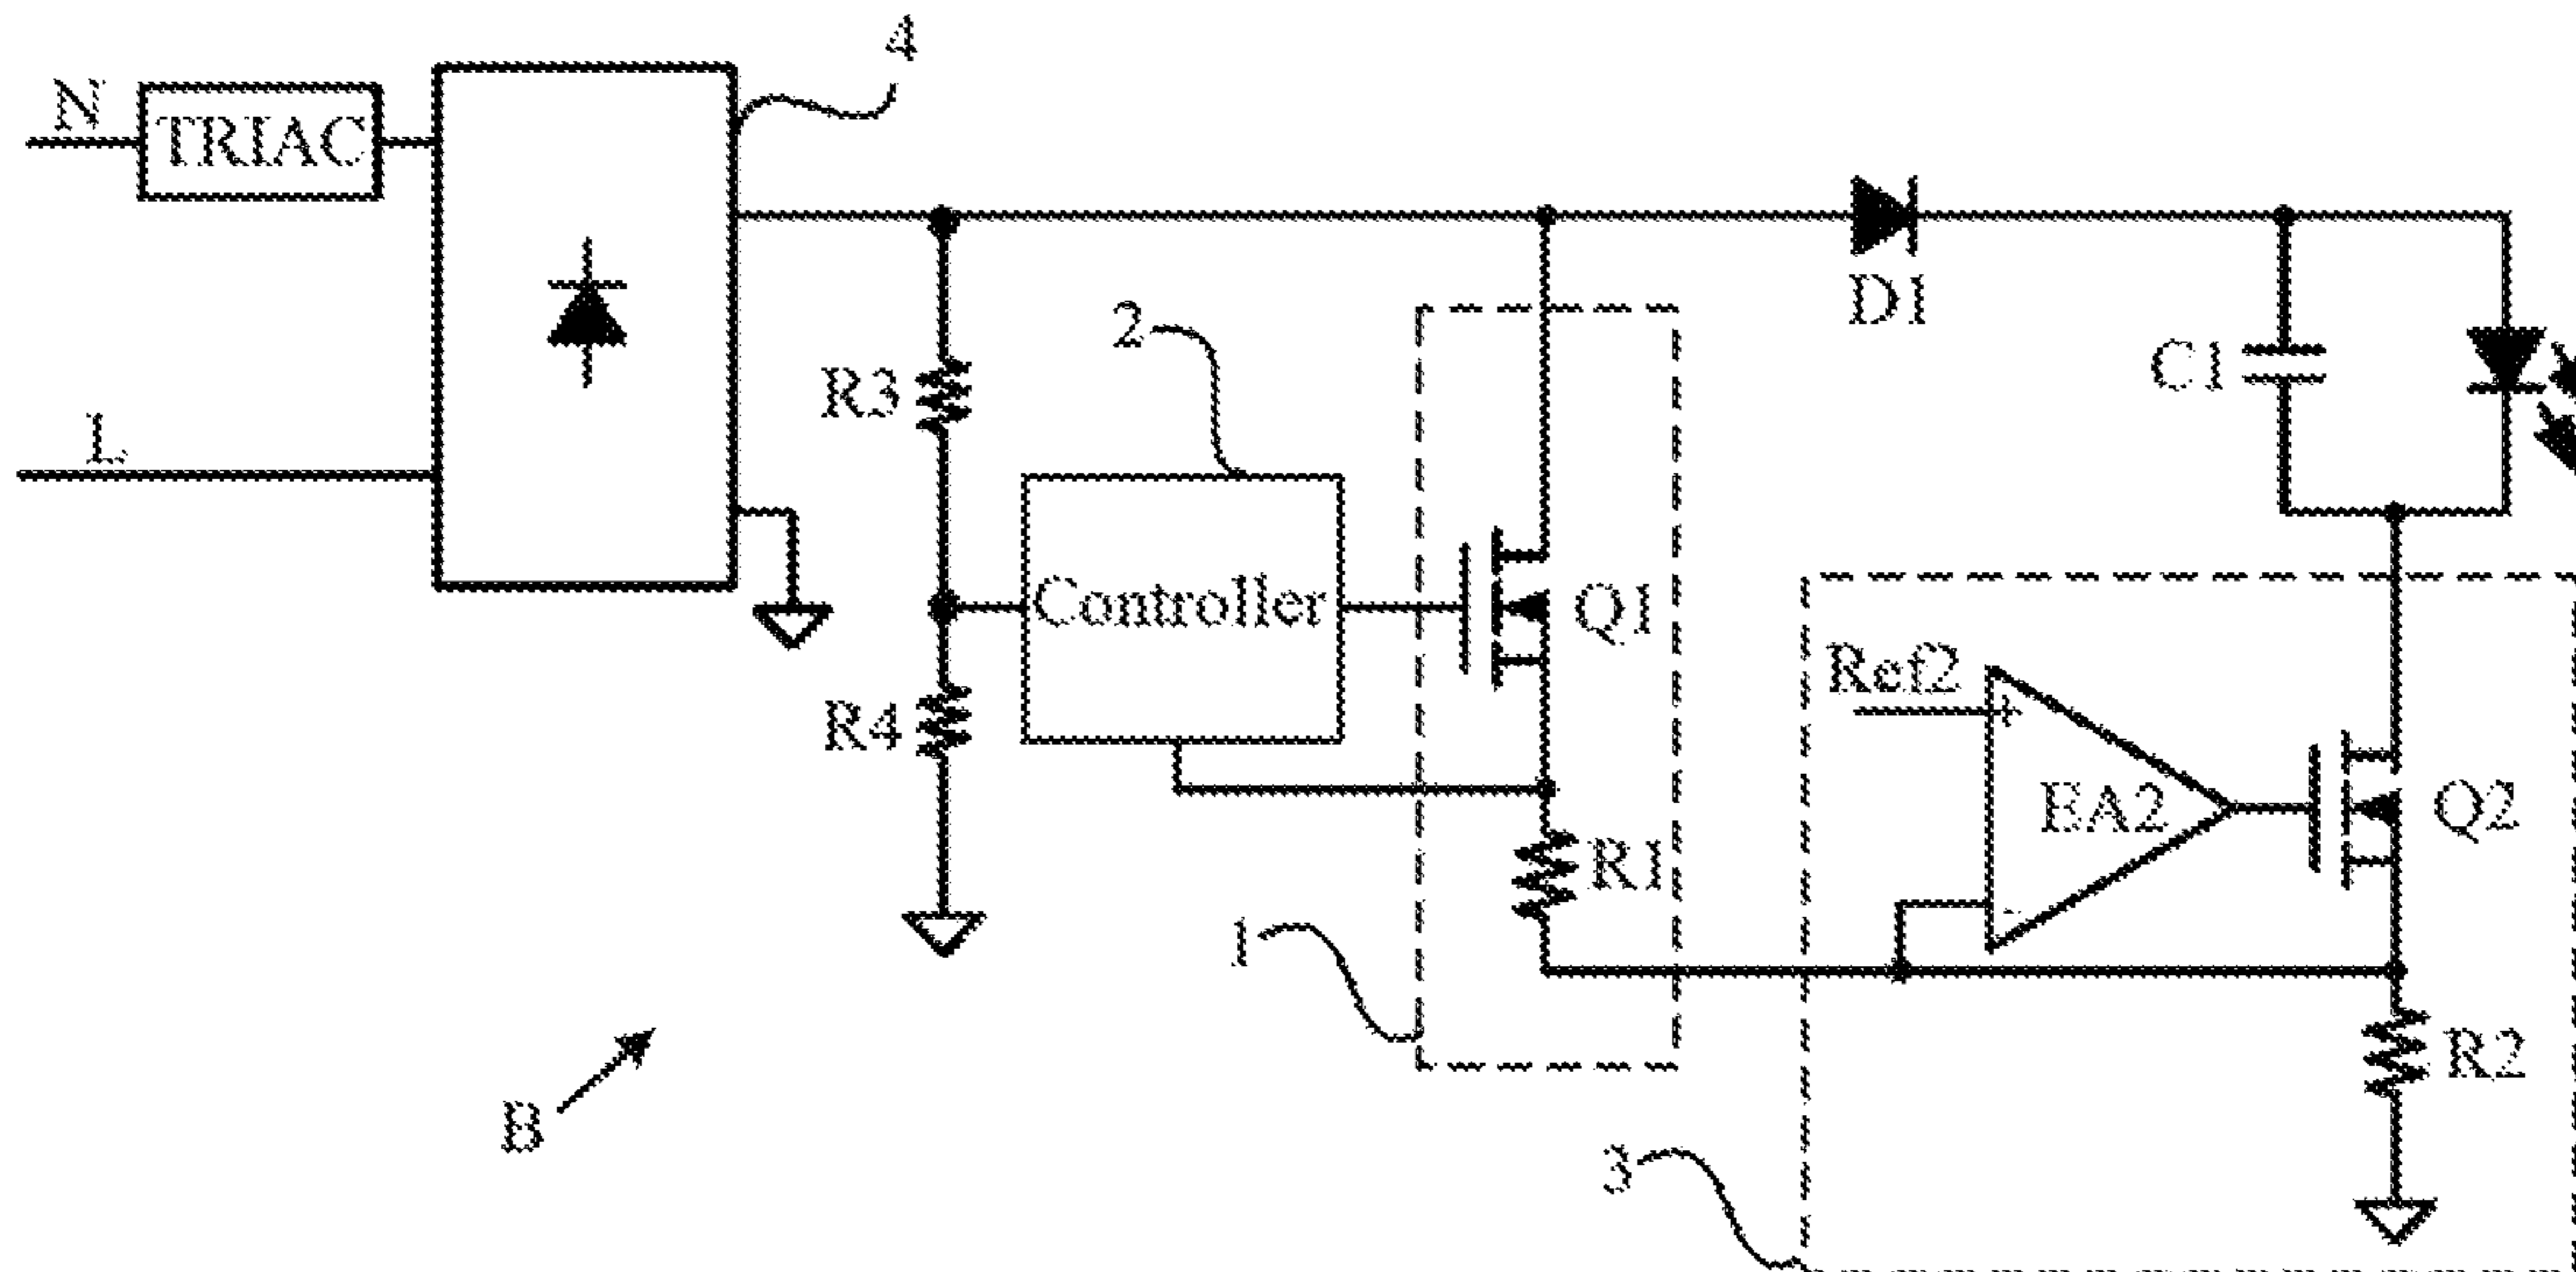 4
N
TRIAC
D1
2
C1
R3
L
Controller
Q1
Ref2
+
R4
EA2
Q2
R1
-
1
R2
B
3